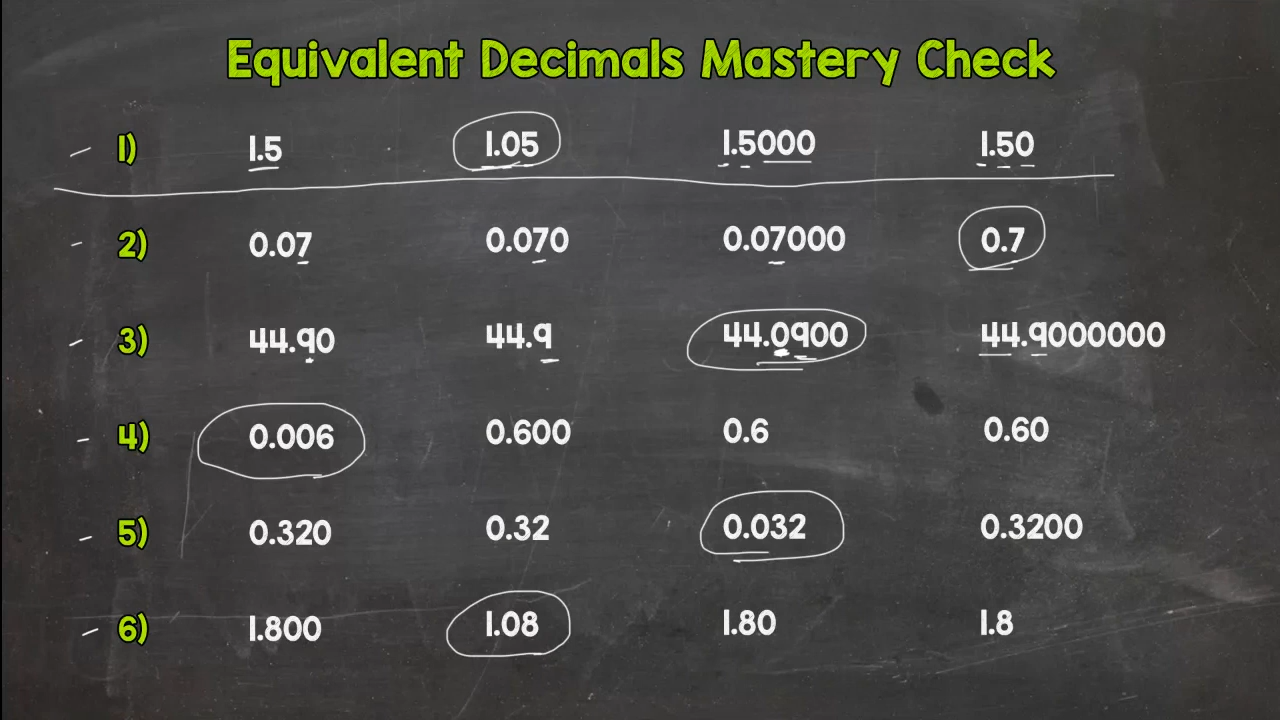 Equivalent Decimals Mastery Check
1) 1.5 1.05 1.5000 1.50
2) 0.07 0.070 0.07000 0.7
3) 44.90 44.9 44.0900 44.9000000
4) 0.006 0.600 0.6 0.60
5) 0.320 0.32 0.032 0.3200
6) 1.800 1.08 1.80 1.8